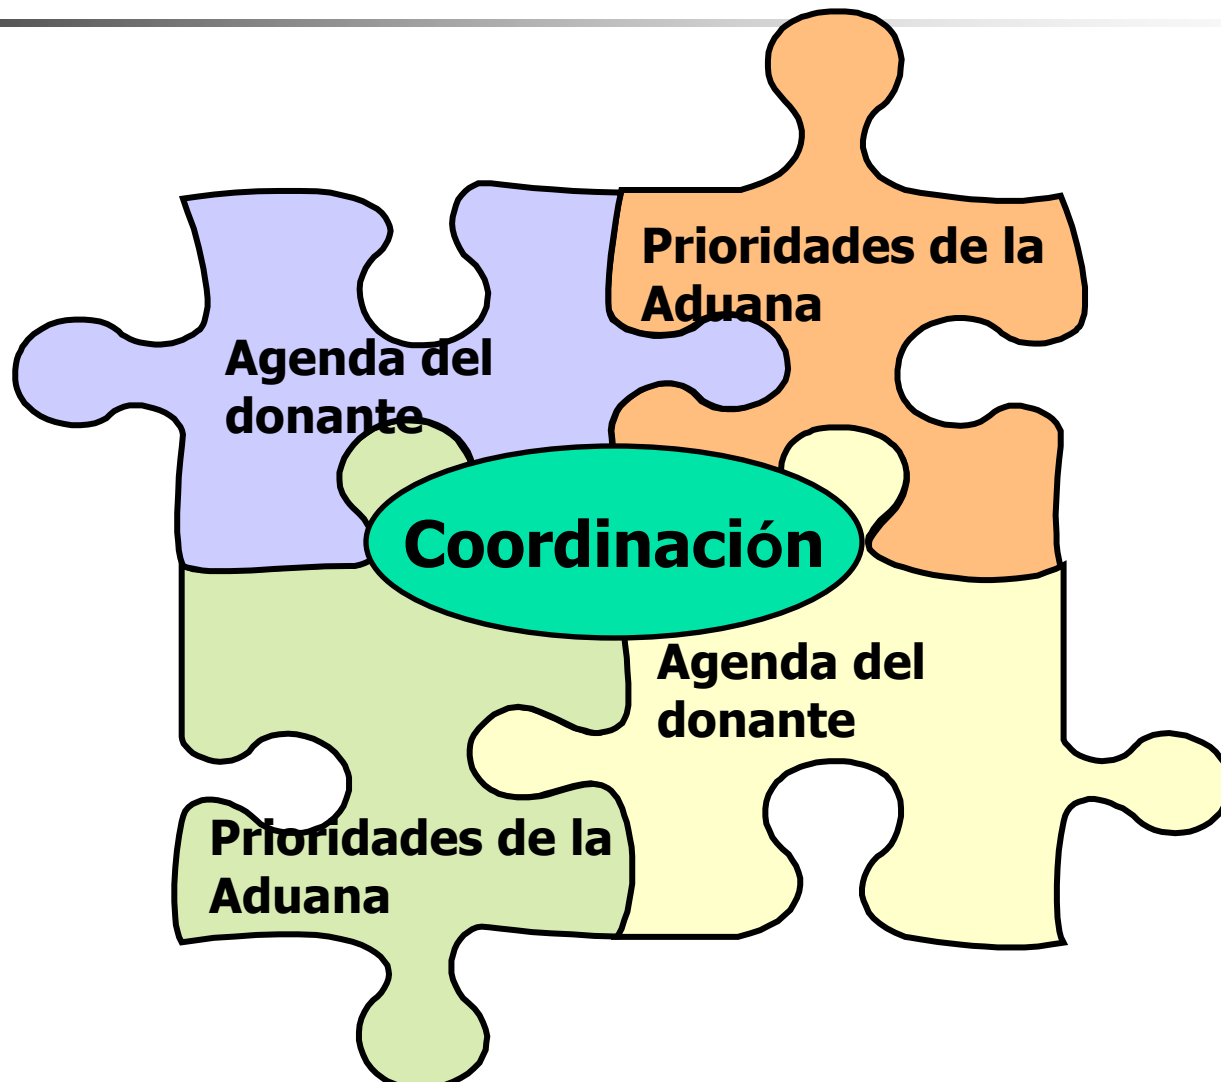 Prioridades de la
Aduana
Agenda del
donante
Coordinación
Agenda del
donante
Prioridades de la
Aduana